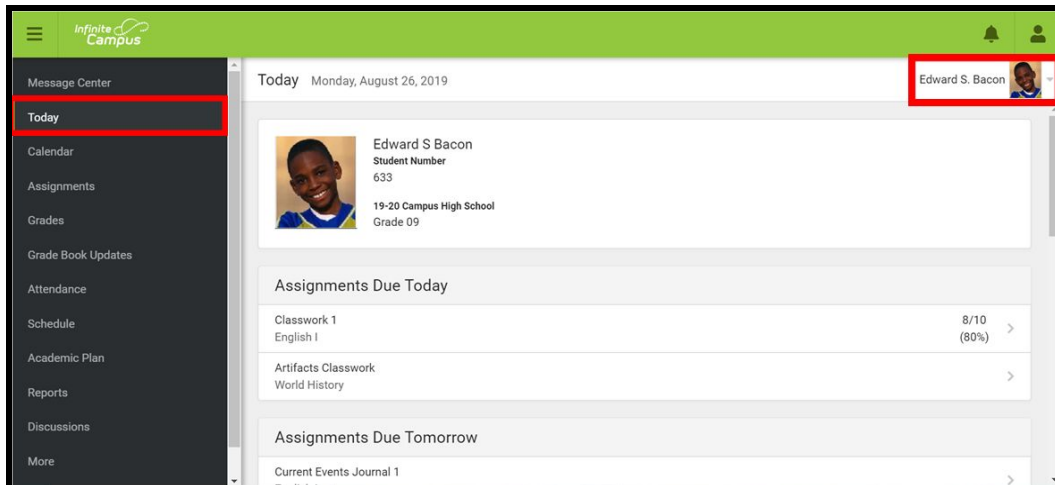 Infinite
Campus
Message Center
Today
Calendar
Assignments
Grades
Grade Book Updates
Attendance
Schedule
Academic Plan
Reports
Discussions
More
Today Monday, August 26, 2019
Edward S. Bacon
Edward S Bacon
Student Number
633
19-20 Campus High School
Grade 09
Assignments Due Today
Classwork 1
8/10
English I
(80%)
Artifacts Classwork
World History
Assignments Due Tomorrow
Current Events Journal 1